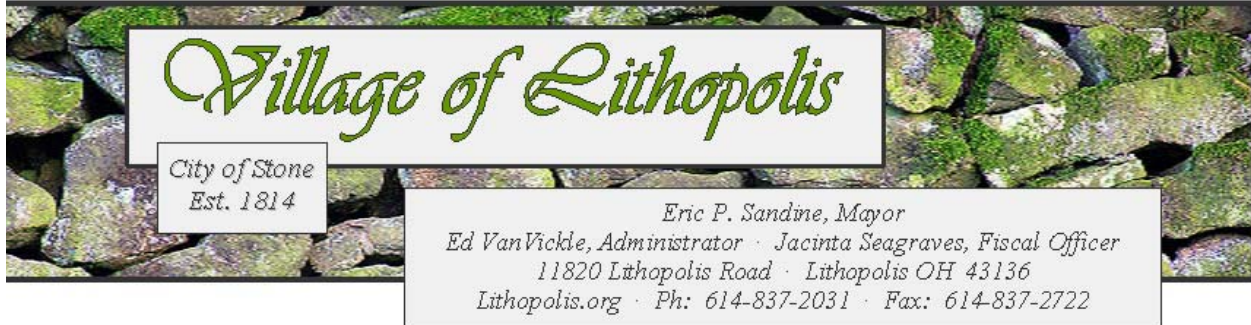 Village of Lithopolis
City of Stone
Est. 1814
Eric P. Sandine, Mayor
Ed VanVickle, Administrator · Jacinta Seagraves, Fiscal Officer
11820 Lithopolis Road · Lithopolis OH 43136
Lithopolis.org · Ph: 614-837-2031 · Fax: 614-837-2722